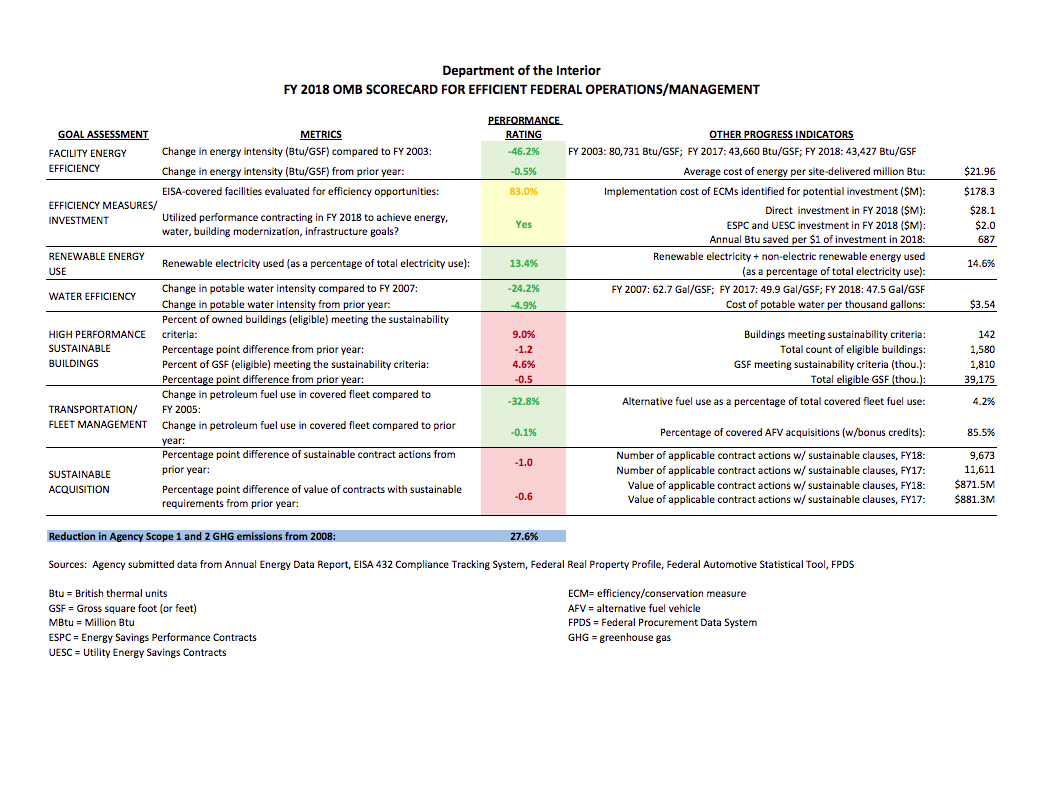 Department of the Interior
FY 2018 OMB SCORECARD FOR EFFICIENT FEDERAL OPERATIONS/MANAGEMENT
GOAL ASSESSMENT METRICS PERFORMANCE RATING OTHER PROGRESS INDICATORS
FACILITY ENERGY EFFICIENCY
Change in energy intensity (Btu/GSF) compared to FY 2003: -46.2% FY 2003: 80,731 Btu/GSF; FY 2017: 43,660 Btu/GSF; FY 2018: 43,427 Btu/GSF
Change in energy intensity (Btu/GSF) from prior year: -0.5% Average cost of energy per site-delivered million Btu: $21.96
EFFICIENCY MEASURES/ INVESTMENT
EISA-covered facilities evaluated for efficiency opportunities: 83.0% Implementation cost of ECMs identified for potential investment ($M): $178.3
Utilized performance contracting in FY 2018 to achieve energy,
water, building modernization, infrastructure goals? Yes
Direct investment in FY 2018 ($M): $28.1
ESPC and UESC investment in FY 2018 ($M): $2.0
Annual Btu saved per $1 of investment in 2018: 687
RENEWABLE ENERGY USE
Renewable electricity used (as a percentage of total electricity use): 13.4%
Renewable electricity + non-electric renewable energy used
(as a percentage of total electricity use): 14.6%
WATER EFFICIENCY
Change in potable water intensity compared to FY 2007: -24.2% FY 2007: 62.7 Gal/GSF; FY 2017: 49.9 Gal/GSF; FY 2018: 47.5 Gal/GSF
Change in potable water intensity from prior year: -4.9% Cost of potable water per thousand gallons: $3.54
HIGH PERFORMANCE SUSTAINABLE BUILDINGS
Percent of owned buildings (eligible) meeting the sustainability
criteria: 9.0% Buildings meeting sustainability criteria: 142
Percentage point difference from prior year: -1.2 Total count of eligible buildings: 1,580
Percent of GSF (eligible) meeting the sustainability criteria: 4.6% GSF meeting sustainability criteria (thou.): 1,810
Percentage point difference from prior year: -0.5 Total eligible GSF (thou.): 39,175
TRANSPORTATION/ FLEET MANAGEMENT
Change in petroleum fuel use in covered fleet compared to
FY 2005: -32.8% Alternative fuel use as a percentage of total covered fleet fuel use: 4.2%
Change in petroleum fuel use in covered fleet compared to prior
year: -0.1% Percentage of covered AFV acquisitions (w/bonus credits): 85.5%
SUSTAINABLE ACQUISITION
Percentage point difference of sustainable contract actions from
prior year: -1.0
Number of applicable contract actions w/ sustainable clauses, FY18: 9,673
Number of applicable contract actions w/ sustainable clauses, FY17: 11,611
Percentage point difference of value of contracts with sustainable
requirements from prior year: -0.6
Value of applicable contract actions w/ sustainable clauses, FY18: $871.5M
Value of applicable contract actions w/ sustainable clauses, FY17: $881.3M
Reduction in Agency Scope 1 and 2 GHG emissions from 2008: 27.6%
Sources: Agency submitted data from Annual Energy Data Report, EISA 432 Compliance Tracking System, Federal Real Property Profile, Federal Automotive Statistical Tool, FPDS
Btu = British thermal units
GSF = Gross square foot (or feet)
MBtu = Million Btu
ESPC = Energy Savings Performance Contracts
UESC = Utility Energy Savings Contracts
ECM= efficiency/conservation measure
AFV = alternative fuel vehicle
FPDS = Federal Procurement Data System
GHG = greenhouse gas